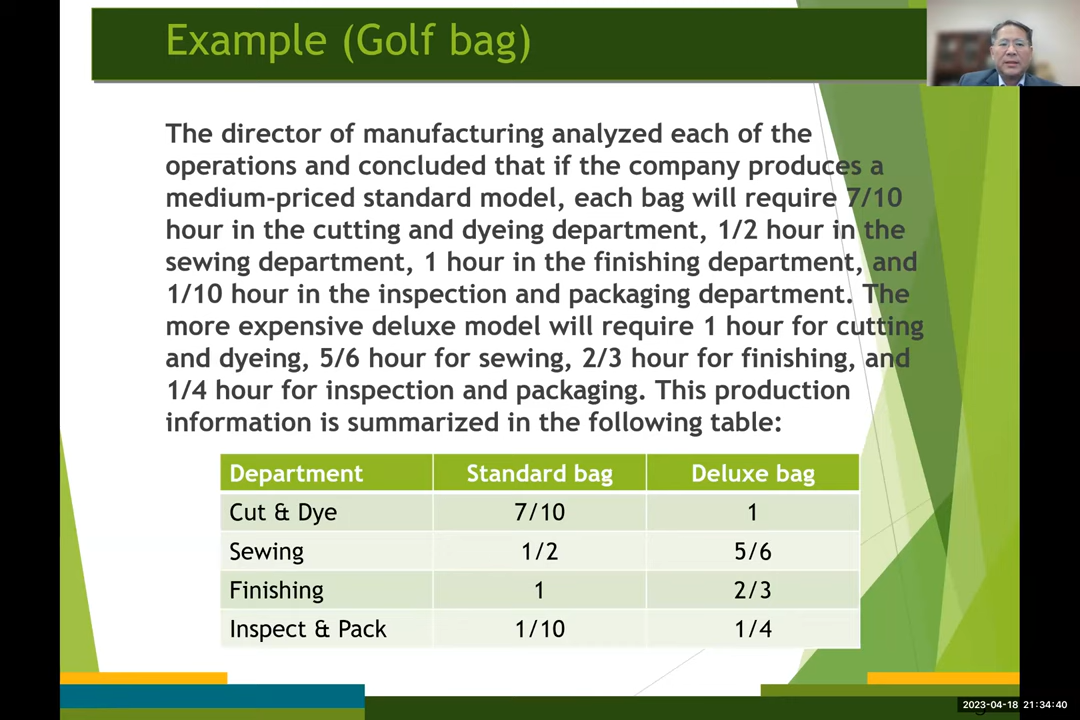 Example (Golf bag)
The director of manufacturing analyzed each of the
operations and concluded that if the company produces a
medium-priced standard model, each bag will require 7/10
hour in the cutting and dyeing department, 1/2 hour in the
sewing department, 1 hour in the finishing department, and
1/10 hour in the inspection and packaging department. The
more expensive deluxe model will require 1 hour for cutting
and dyeing, 5/6 hour for sewing, 2/3 hour for finishing, and
1/4 hour for inspection and packaging. This production
information is summarized in the following table:
Department Standard bag Deluxe bag
Cut & Dye 7/10 1
Sewing 1/2 5/6
Finishing 1 2/3
Inspect & Pack 1/10 1/4
2023-04-18 21:34:40